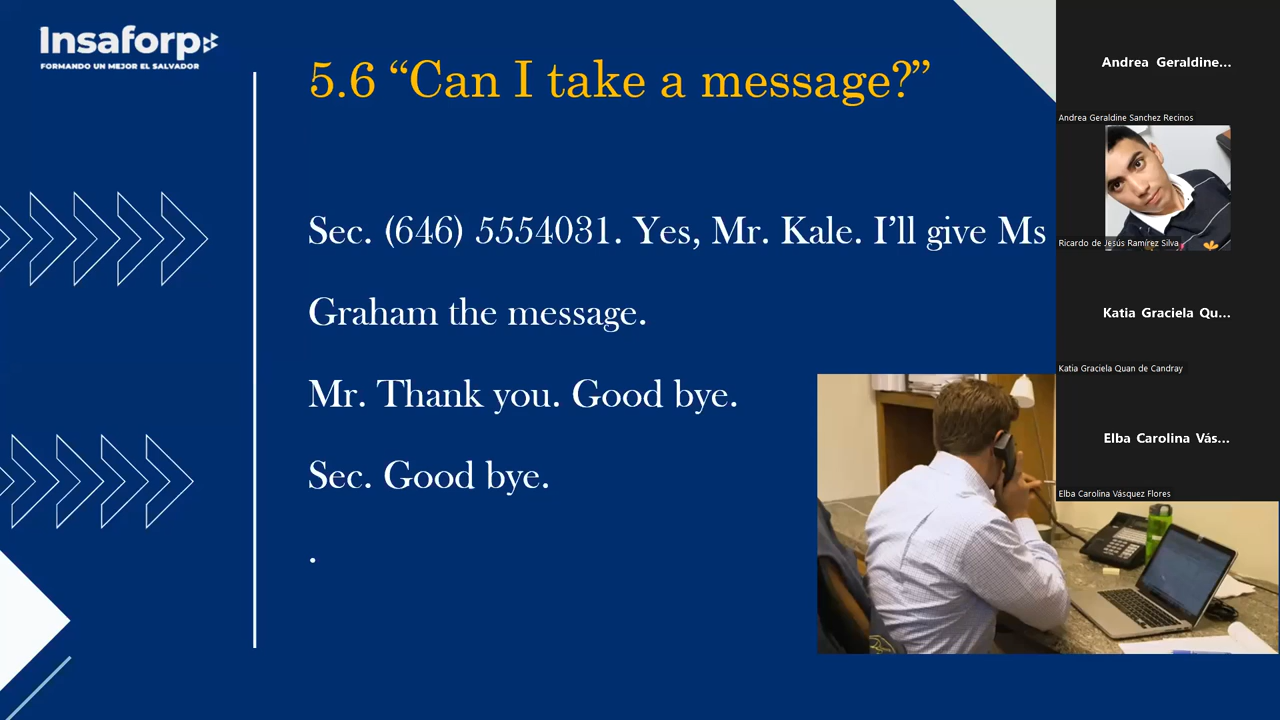 Insaforp
FORMANDO UN MEJOR EL SALVADOR
5.6 “Can I take a message?”
Sec. (646) 5554031. Yes, Mr. Kale. I’ll give Ms
Graham the message.
Mr. Thank you. Good bye.
Sec. Good bye.
.
Andrea Geraldine...
Andrea Geraldine Sanchez Recinos
Ricardo de Jesús Ramírez Silva
Katia Graciela Qu...
Katia Graciela Quan de Candray
Elba Carolina Vás...
Elba Carolina Vásquez Flores